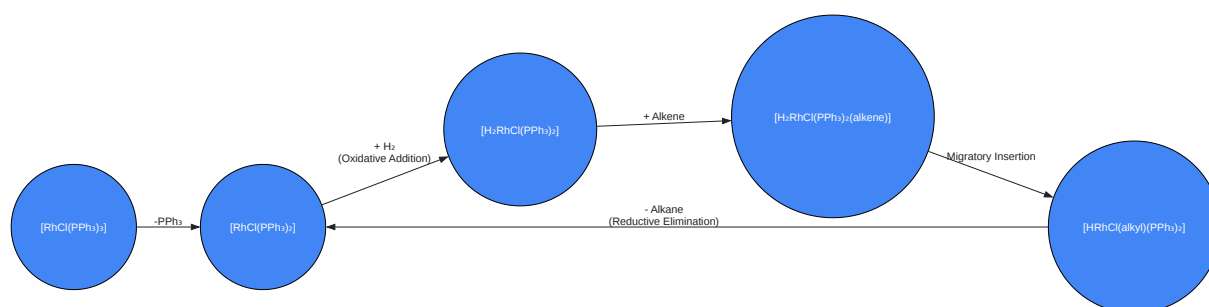 [RhCl(PPh₃)₃]
-PPh₃
[RhCl(PPh₃)₂]
+ H₂
(Oxidative Addition)
[H₂RhCl(PPh₃)₂]
+ Alkene
[H₂RhCl(PPh₃)₂(alkene)]
Migratory Insertion
[HRhCl(alkyl)(PPh₃)₂]
- Alkane
(Reductive Elimination)